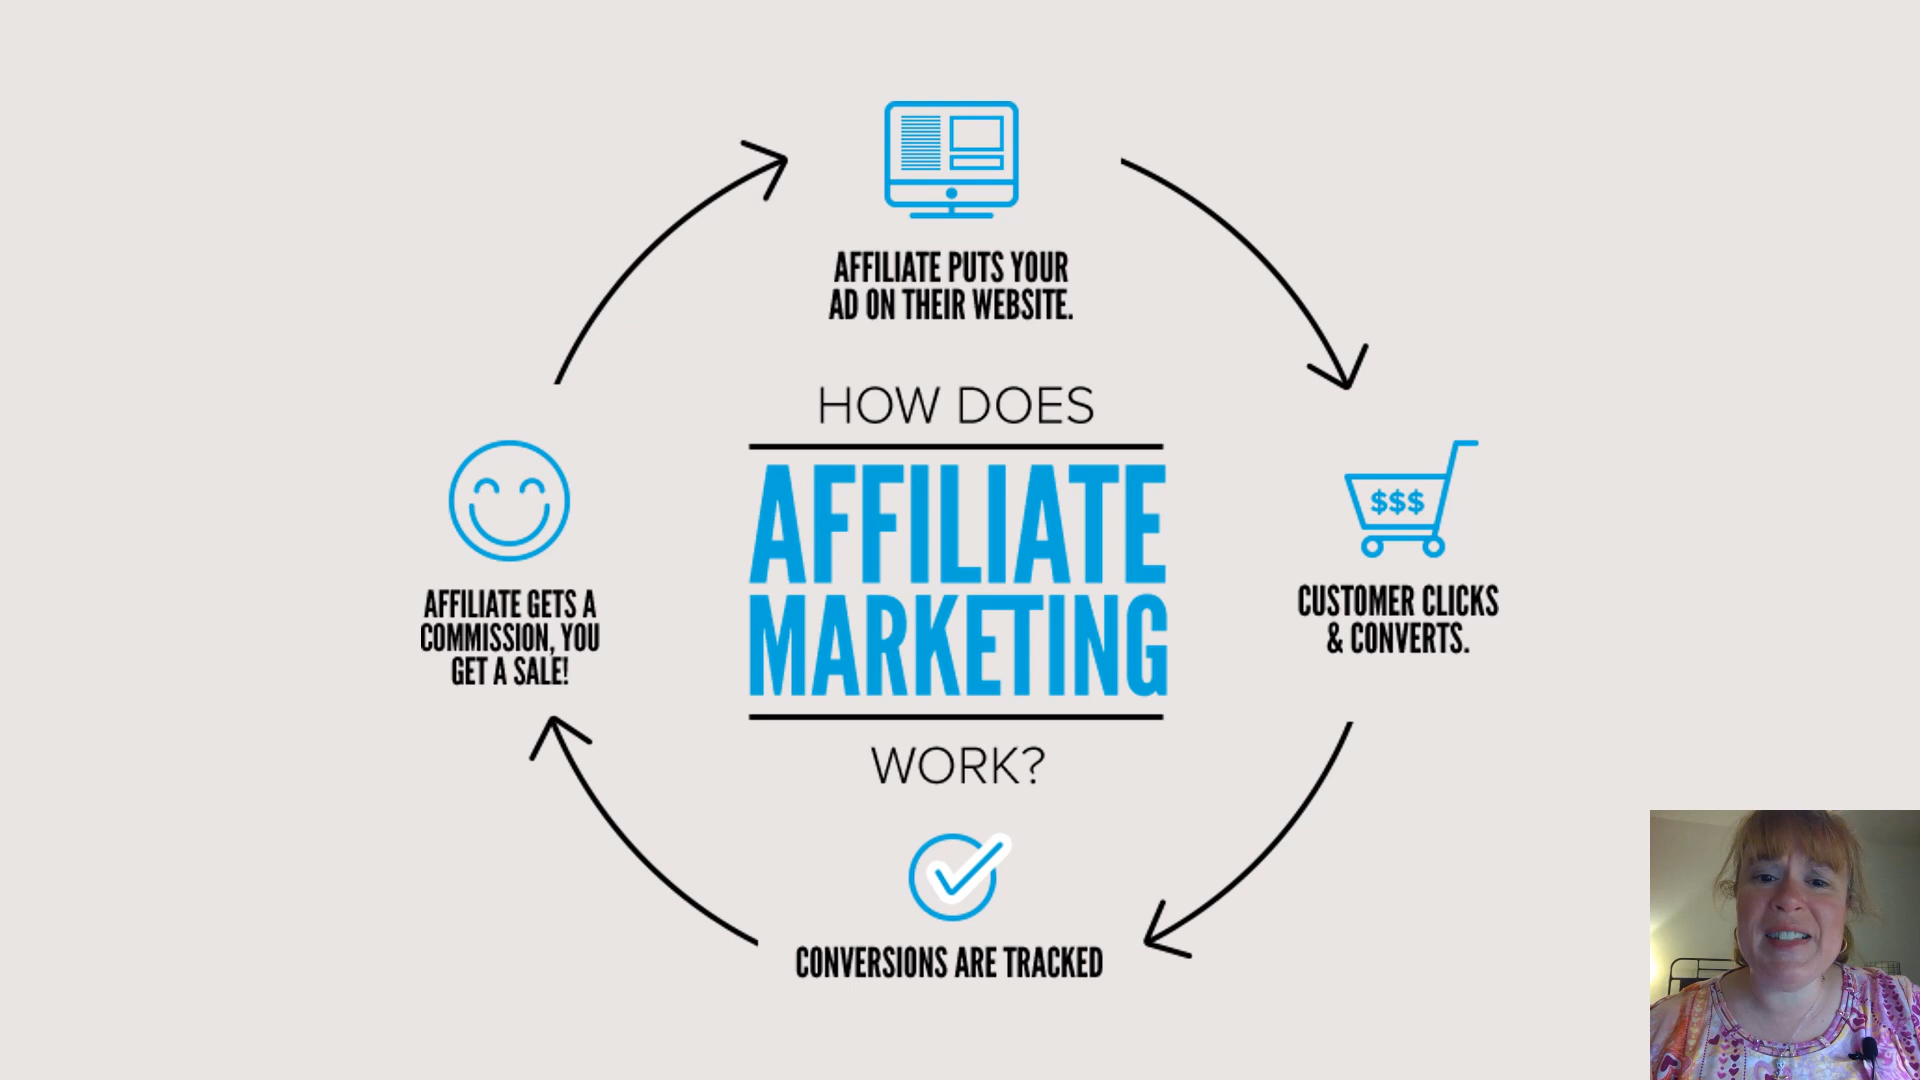 AFFILIATE PUTS YOUR
AD ON THEIR WEBSITE.
HOW DOES
AFFILIATE
MARKETING
WORK?
$$$
CUSTOMER CLICKS
& CONVERTS.
CONVERSIONS ARE TRACKED
AFFILIATE GETS A
COMMISSION, YOU
GET A SALE!